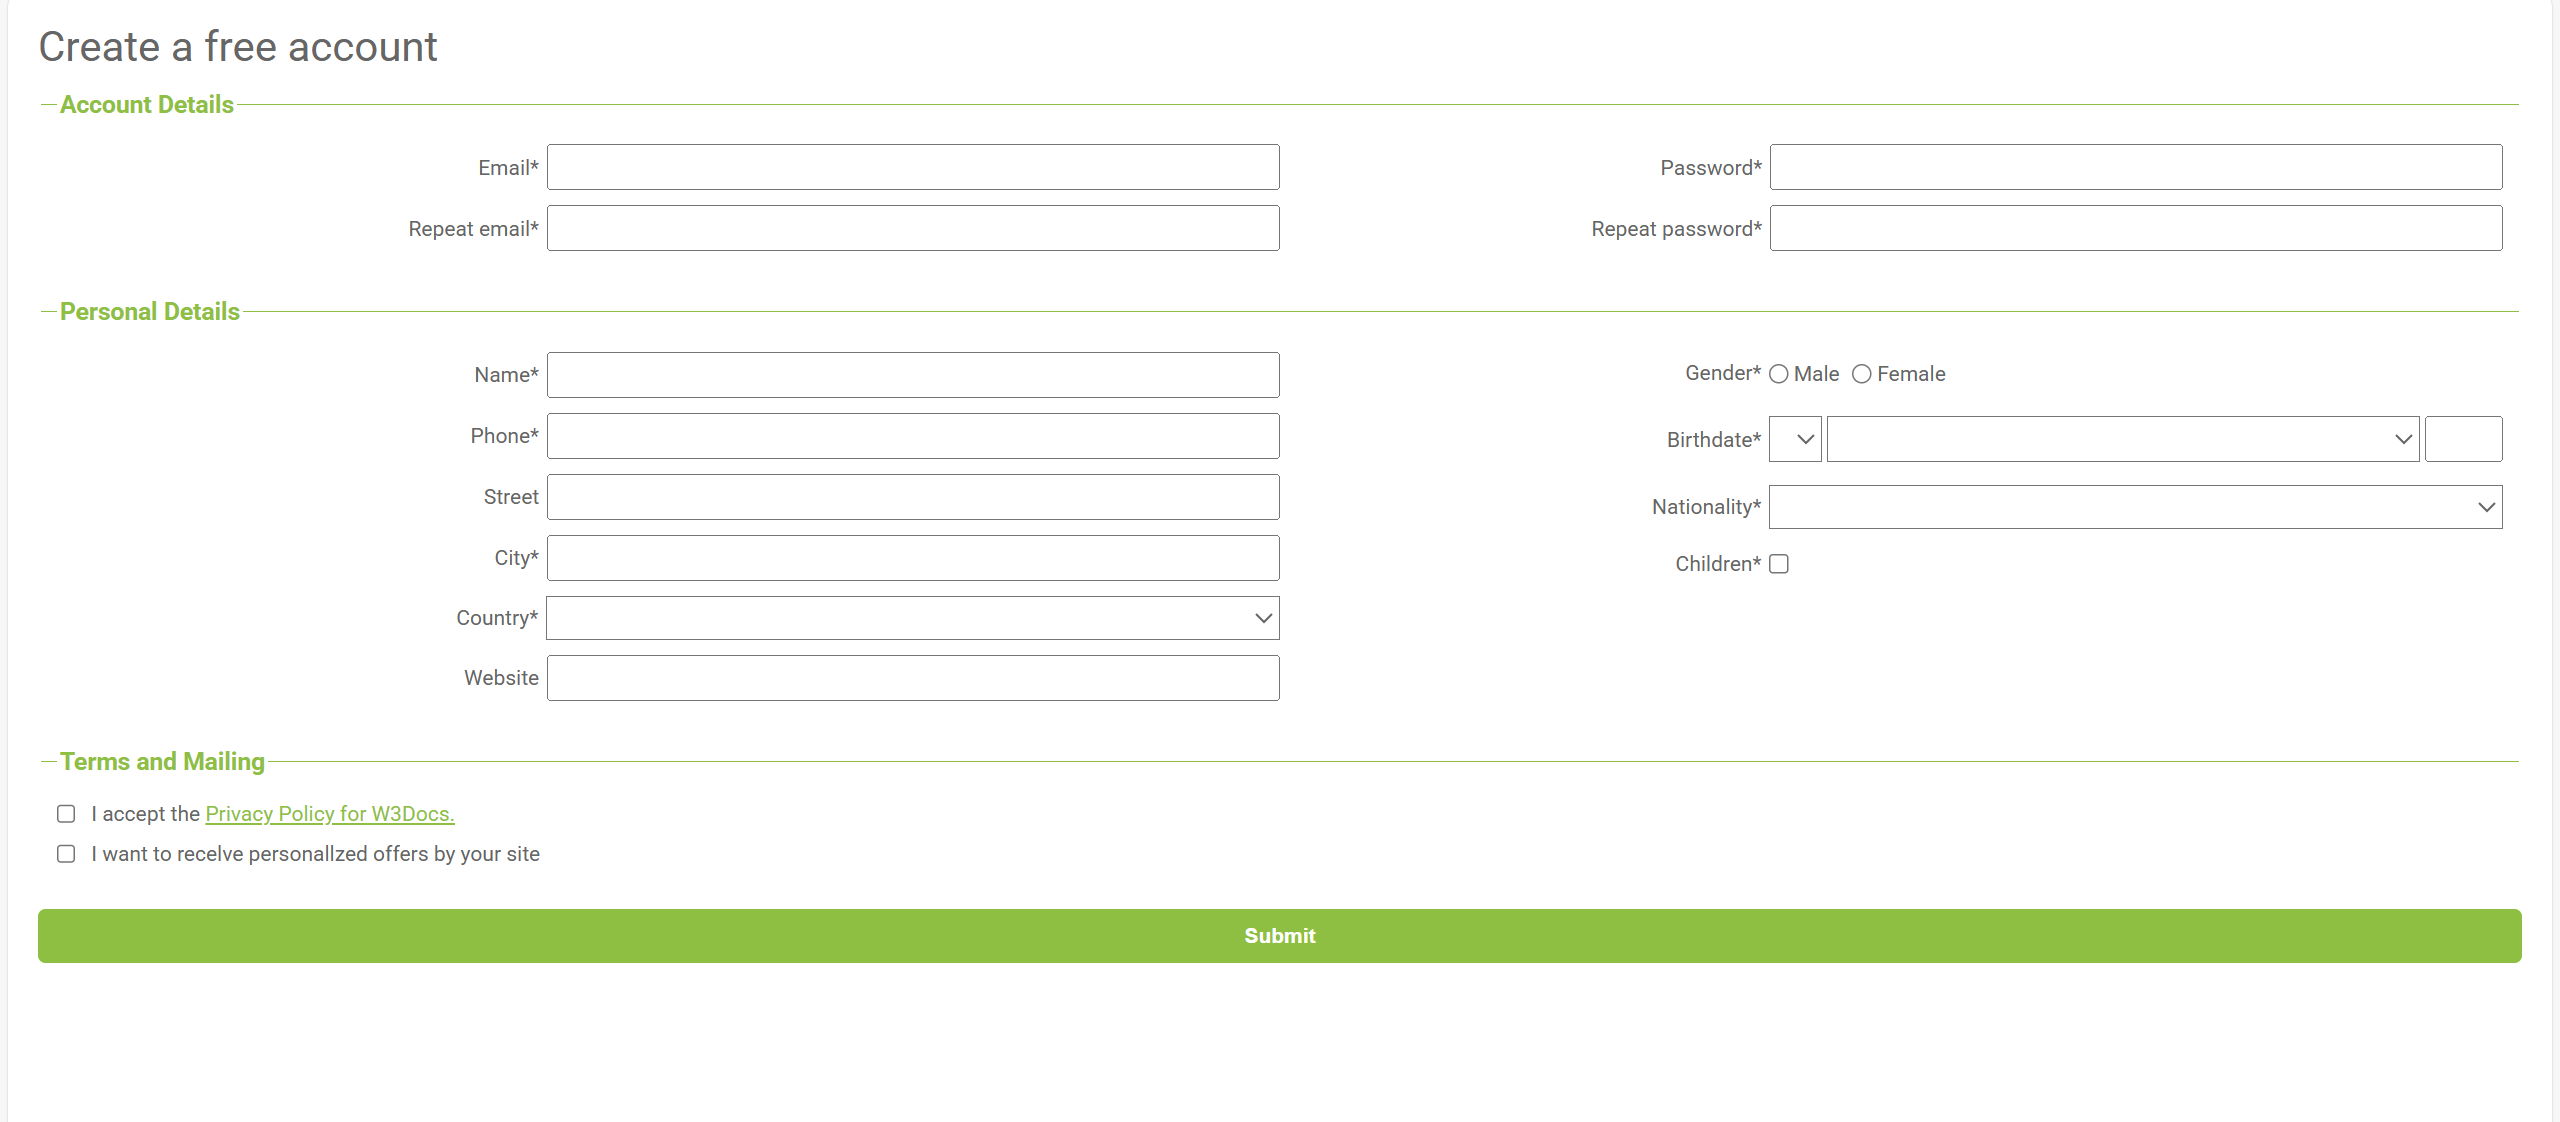 Create a free account
Account Details
Email*
Password*
Repeat email*
Repeat password*
Personal Details
Name*
Phone*
Street
City*
Country*
Website
Gender* Male Female
Birthdate*
Nationality*
Children*
Terms and Mailing
I accept the Privacy Policy for W3Docs.
I want to recelve personallzed offers by your site
Submit